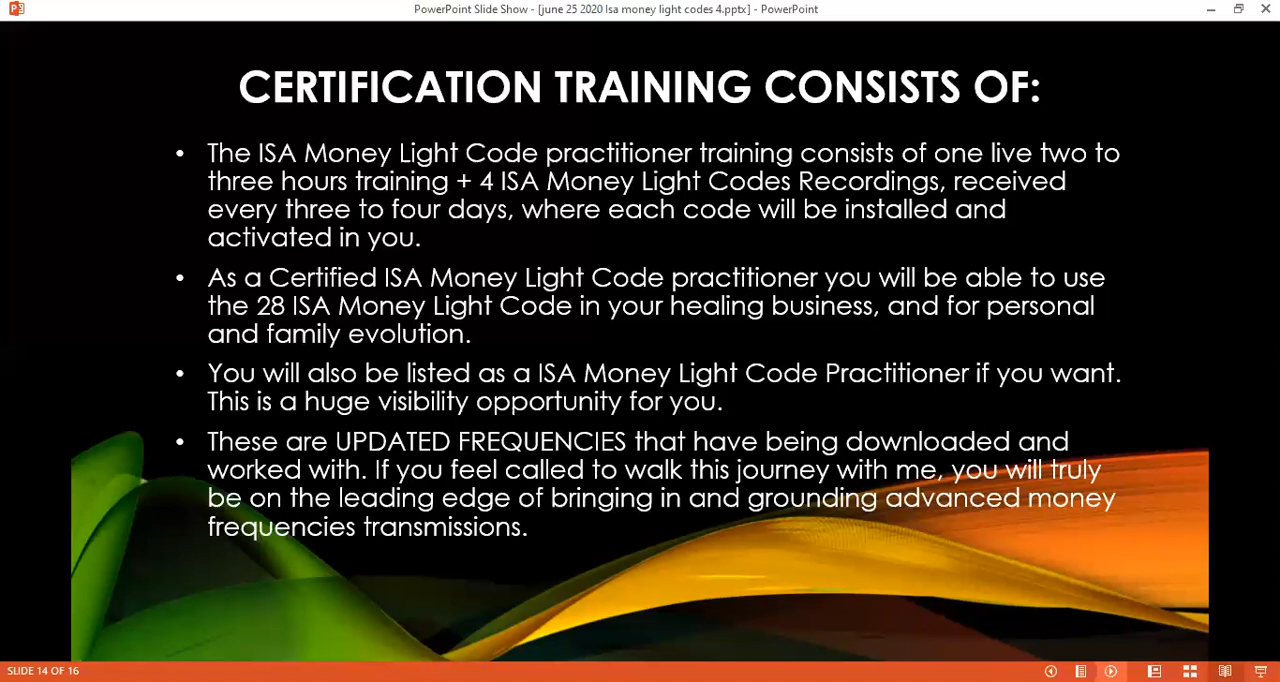 PowerPoint Slide Show - [june 25 2020 Isa money light codes 4.pptx] - PowerPoint
CERTIFICATION TRAINING CONSISTS OF:
• The ISA Money Light Code practitioner training consists of one live two to
three hours training + 4 ISA Money Light Codes Recordings, received
every three to four days, where each code will be installed and
activated in you.
• As a Certified ISA Money Light Code practitioner you will be able to use
the 28 ISA Money Light Code in your healing business, and for personal
and family evolution.
• You will also be listed as a ISA Money Light Code Practitioner if you want.
This is a huge visibility opportunity for you.
• These are UPDATED FREQUENCIES that have being downloaded and
worked with. If you feel called to walk this journey with me, you will truly
be on the leading edge of bringing in and grounding advanced money
frequencies transmissions.
SLIDE 14 OF 16